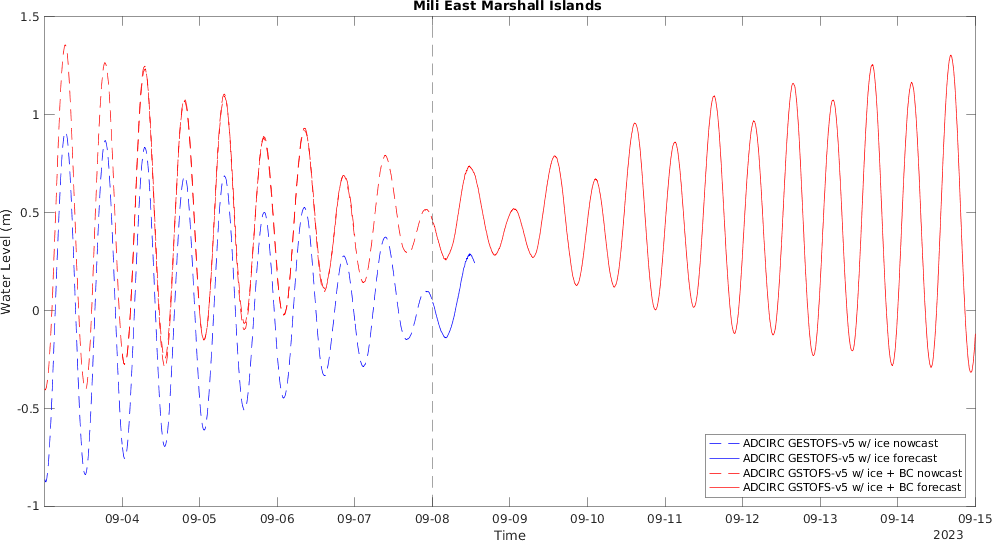 Mili East Marshall Islands
1.5
1
0.5
0
-0.5
-1
Water Level (m)
ADCIRC GESTOFS-v5 w/ ice nowcast
ADCIRC GESTOFS-v5 w/ ice forecast
ADCIRC GSTOFS-v5 w/ ice + BC nowcast
ADCIRC GSTOFS-v5 w/ ice + BC forecast
09-04 09-05 09-06 09-07 09-08 09-09 09-10 09-11 09-12 09-13 09-14 09-15
Time
2023